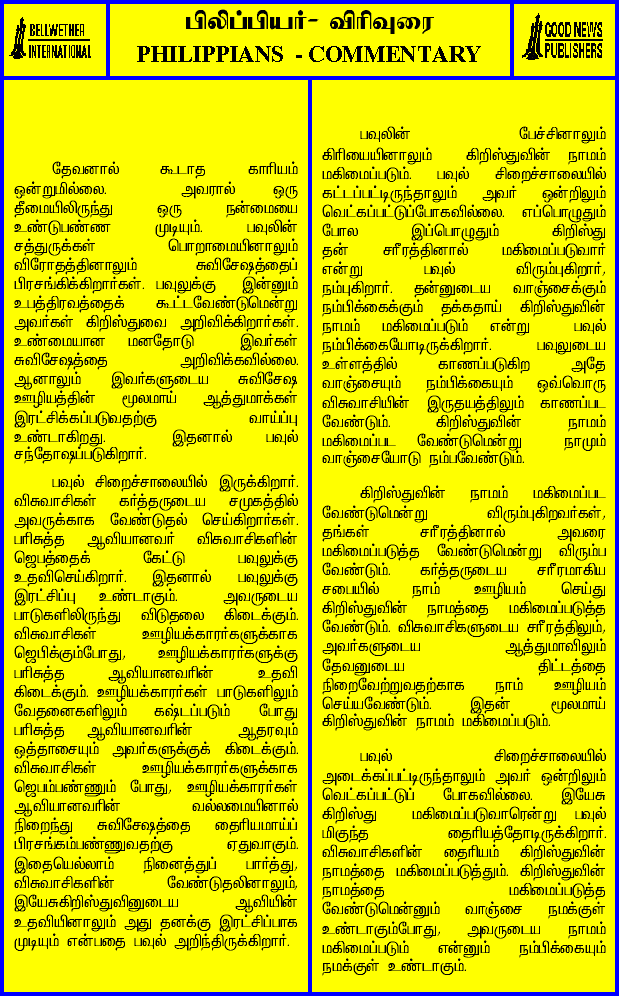 BELLWETHER
INTERNATIONAL
பிலிப்பியர்- விரிவுரை
PHILIPPIANS - COMMENTARY
GOOD NEWS
PUBLISHERS
தேவனால் கூடாத காரியம்
ஒன்றுமில்லை. அவரால் ஒரு
தீமையிலிருந்து ஒரு நன்மையை
உண்டுபண்ண முடியும். பவுலின்
சத்துருக்கள் பொறாமையினாலும்
விரோதத்தினாலும் சுவிசேஷத்தைப்
பிரசங்கிக்கிறார்கள். பவுலுக்கு இன்னும்
உபத்திரவத்தைக் கூட்டவேண்டுமென்று
அவர்கள் கிறிஸ்துவை அறிவிக்கிறார்கள்.
உண்மையான மனதோடு இவர்கள்
சுவிசேஷத்தை அறிவிக்கவில்லை.
ஆனாலும் இவர்களுடைய சுவிசேஷ
ஊழியத்தின் மூலமாய் ஆத்துமாக்கள்
இரட்சிக்கப்படுவதற்கு வாய்ப்பு
உண்டாகிறது. இதனால் பவுல்
சந்தோஷப்படுகிறார்.
பவுல் சிறைச்சாலையில் இருக்கிறார்.
விசுவாசிகள் கர்த்தருடைய சமுகத்தில்
அவருக்காக வேண்டுதல் செய்கிறார்கள்.
பரிசுத்த ஆவியானவர் விசுவாசிகளின்
ஜெபத்தைக் கேட்டு பவுலுக்கு
உதவிசெய்கிறார். இதனால் பவுலுக்கு
இரட்சிப்பு உண்டாகும். அவருடைய
பாடுகளிலிருந்து விடுதலை கிடைக்கும்.
விசுவாசிகள் ஊழியக்காரர்களுக்காக
ஜெபிக்கும்போது, ஊழியக்காரர்களுக்கு
பரிசுத்த ஆவியானவரின் உதவி
கிடைக்கும். ஊழியக்காரர்கள் பாடுகளிலும்
வேதனைகளிலும் கஷ்டப்படும் போது
பரிசுத்த ஆவியானவரின் ஆதரவும்
ஒத்தாசையும் அவர்களுக்குக் கிடைக்கும்.
விசுவாசிகள் ஊழியக்காரர்களுக்காக
ஜெபம்பண்ணும் போது, ஊழியக்காரர்கள்
ஆவியானவரின் வல்லமையினால்
நிறைந்து சுவிசேஷத்தை தைரியமாய்ப்
பிரசங்கம்பண்ணுவதற்கு ஏதுவாகும்.
இதையெல்லாம் நினைத்துப் பார்த்து,
விசுவாசிகளின் வேண்டுதலினாலும்,
இயேசுகிறிஸ்துவினுடைய ஆவியின்
உதவியினாலும் அது தனக்கு இரட்சிப்பாக
முடியும் என்பதை பவுல் அறிந்திருக்கிறார்.
பவுலின் பேச்சினாலும்
கிரியையினாலும் கிறிஸ்துவின் நாமம்
மகிமைப்படும். பவுல் சிறைச்சாலையில்
கட்டப்பட்டிருந்தாலும் அவர் ஒன்றிலும்
வெட்கப்பட்டுப்போகவில்லை. எப்பொழுதும்
போல இப்பொழுதும் கிறிஸ்து
தன் சரீரத்தினால் மகிமைப்படுவார்
என்று பவுல் விரும்புகிறார்,
நம்புகிறார். தன்னுடைய வாஞ்சைக்கும்
நம்பிக்கைக்கும் தக்கதாய் கிறிஸ்துவின்
நாமம் மகிமைப்படும் என்று பவுல்
நம்பிக்கையோடிருக்கிறார். பவுலுடைய
உள்ளத்தில் காணப்படுகிற அதே
வாஞ்சையும் நம்பிக்கையும் ஒவ்வொரு
விசுவாசியின் இருதயத்திலும் காணப்பட
வேண்டும். கிறிஸ்துவின் நாமம்
மகிமைப்பட வேண்டுமென்று நாமும்
வாஞ்சையோடு நம்பவேண்டும்.
கிறிஸ்துவின் நாமம் மகிமைப்பட
வேண்டுமென்று விரும்புகிறவர்கள்,
தங்கள் சரீரத்தினால் அவரை
மகிமைப்படுத்த வேண்டுமென்று விரும்ப
வேண்டும். கர்த்தருடைய சரீரமாகிய
சபையில் நாம் ஊழியம் செய்து
கிறிஸ்துவின் நாமத்தை மகிமைப்படுத்த
வேண்டும். விசுவாசிகளுடைய சரீரத்திலும்,
அவர்களுடைய ஆத்துமாவிலும்
தேவனுடைய திட்டத்தை
நிறைவேற்றுவதற்காக நாம் ஊழியம்
செய்யவேண்டும். இதன் மூலமாய்
கிறிஸ்துவின் நாமம் மகிமைப்படும்.
பவுல் சிறைச்சாலையில்
அடைக்கப்பட்டிருந்தாலும் அவர் ஒன்றிலும்
வெட்கப்பட்டுப் போகவில்லை. இயேசு
கிறிஸ்து மகிமைப்படுவாரென்று பவுல்
மிகுந்த தைரியத்தோடிருக்கிறார்.
விசுவாசிகளின் தைரியம் கிறிஸ்துவின்
நாமத்தை மகிமைப்படுத்தும். கிறிஸ்துவின்
நாமத்தை மகிமைப்படுத்த
வேண்டுமென்னும் வாஞ்சை நமக்குள்
உண்டாகும்போது, அவருடைய நாமம்
மகிமைப்படும் என்னும் நம்பிக்கையும்
நமக்குள் உண்டாகும்.